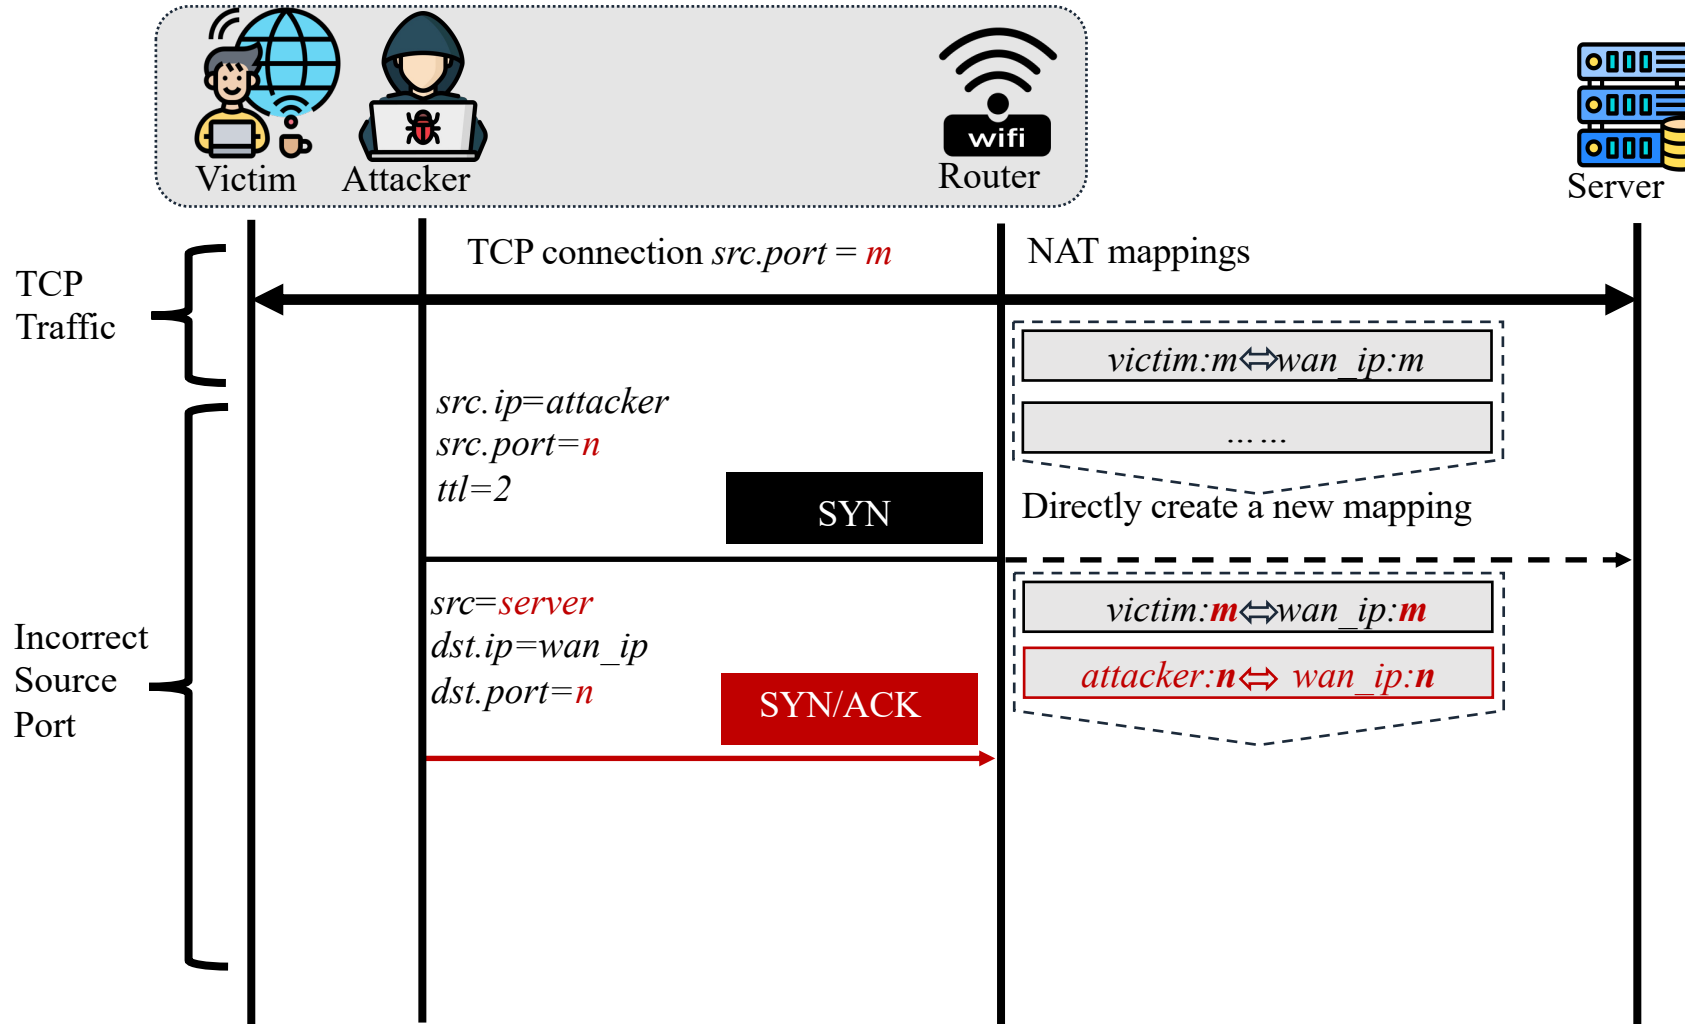 Victim
Attacker
wifi
Router
Server
TCP connection src.port = m
NAT mappings
TCP
Traffic
victim:m⇔wan_ip:m
... ...
src.ip=attacker
src.port=n
ttl=2
SYN
Directly create a new mapping
Incorrect
Source
Port
src=server
dst.ip=wan_ip
dst.port=n
SYN/ACK
victim:m⇔wan_ip:m
attacker:n⇔ wan_ip:n